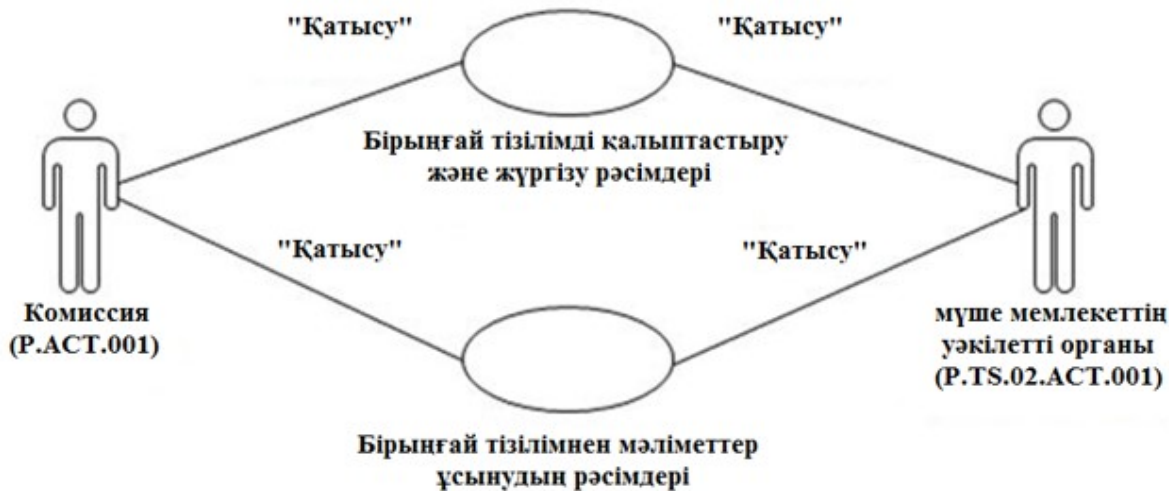 "Қатысу"
"Қатысу"
Бірыңғай тізілімді қалыптастыру
және жүргізу рәсімдері
"Қатысу"
"Қатысу"
Комиссия
(P.ACT.001)
мүше мемлекеттің
уәкілетті органы
(P.TS.02.ACT.001)
Бірыңғай тізілімнен мәліметтер
ұсынудың рәсімдері